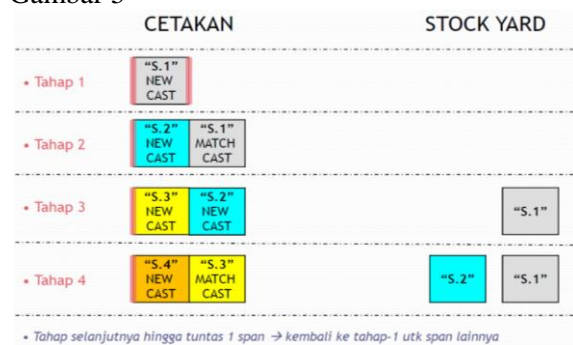 Gambar 5
CETAKAN STOCK YARD
• Tahap 1
“S.1”
NEW
CAST
• Tahap 2
“S.2”
NEW
CAST
“S.1”
MATCH
CAST
• Tahap 3
“S.3”
NEW
CAST
“S.2”
NEW
CAST
“S.1”
• Tahap 4
“S.4”
NEW
CAST
“S.3”
MATCH
CAST
“S.2”
“S.1”
• Tahap selanjutnya hingga tuntas 1 span → kembali ke tahap-1 utk span lainnya